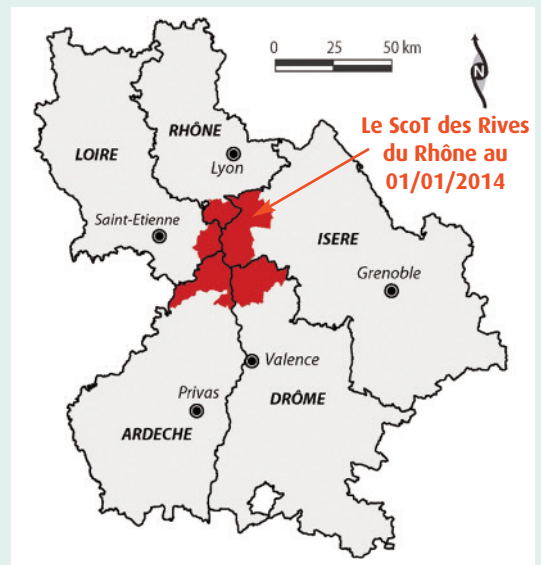 0 25 50 km
N
Le ScoT des Rives
du Rhône au
01/01/2014
RHÔNE
LOIRE
Lyon
Saint-Etienne
ISERE
Grenoble
Valence
Privas
DRÔME
ARDECHE